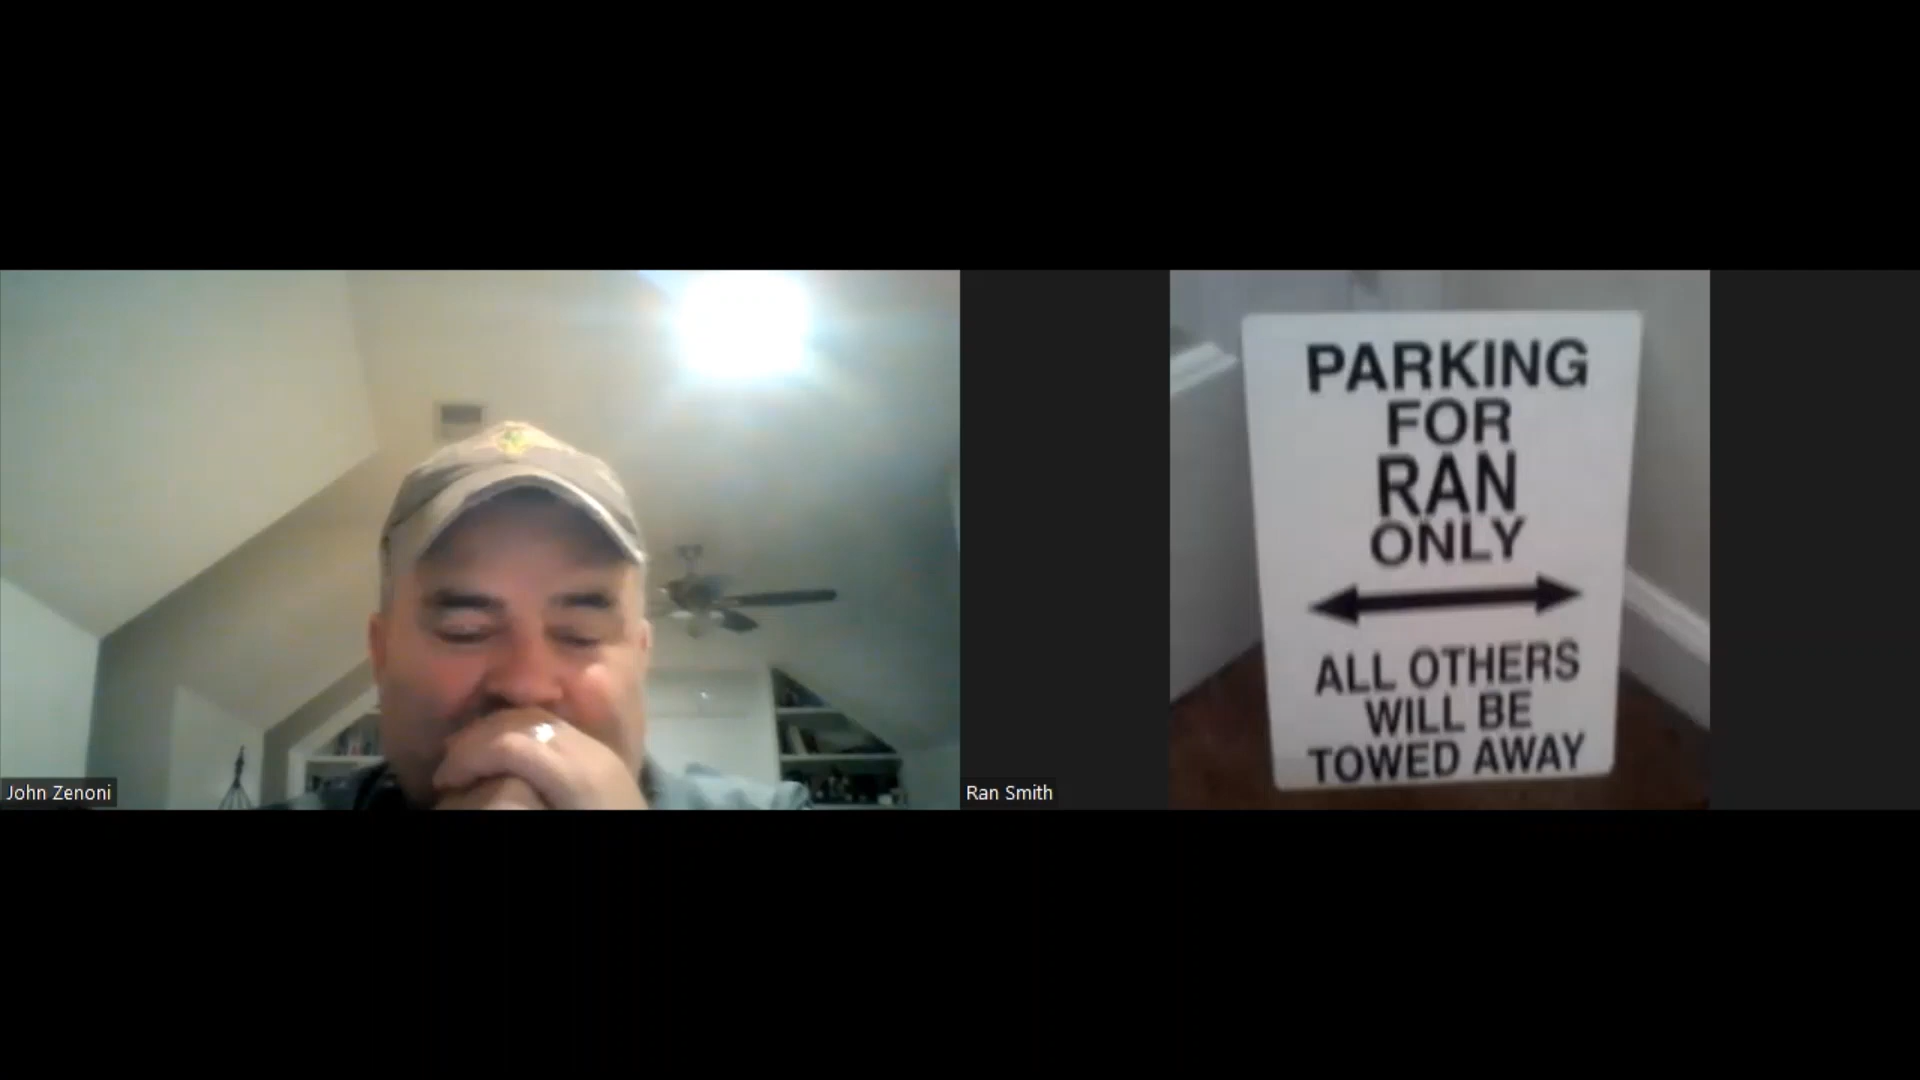 John Zenoni
Ran Smith
PARKING
FOR
RAN
ONLY
ALL OTHERS
WILL BE
TOWED AWAY